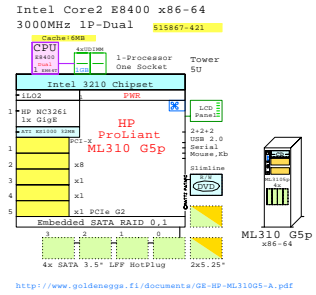 Intel Core2 E8400 x86-64
3000MHz 1P-Dual 515867-421
Cache:6MB
CPU 4xUDIMM
E8400 1-Processor Tower
Dual One Socket 5U
1GB
Intel 3210 Chipset
iLO2 PWR
1 HP NC326i LCD
1x GigE Panel
HP
ProLiant
ML310 G5p
ATI ES1000 32MB
PCI-X
2+2+2
USB 2.0
Serial
Mouse,Kb
1
2 x8
3 x1
4 x1
5 x1 PCIe G2
Slimline
R/W
DVD
Embedded SATA RAID 0,1
3 2 1 0
4x SATA 3.5" LFF HotPlug 2x5.25"
ML310G5p
4x
ML310 G5p
x86-64
http://www.goldeneggs.fi/documents/GE-HP-ML310G5-A.pdf